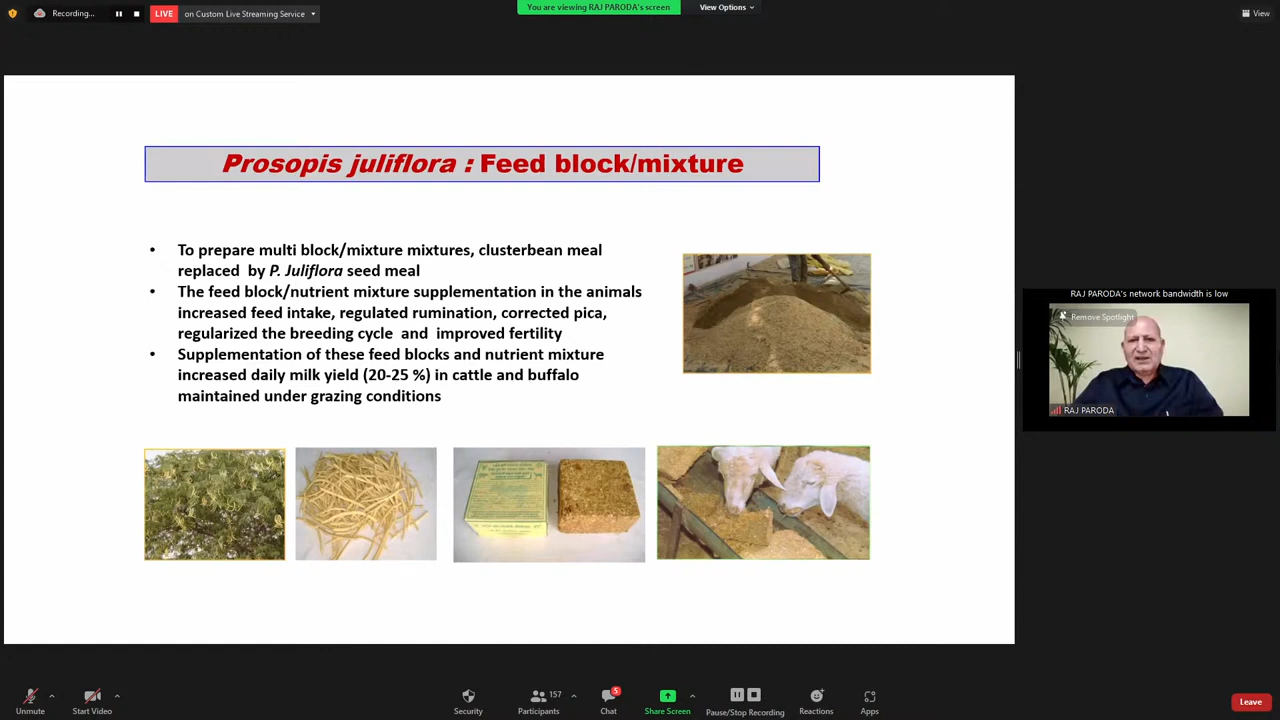 Recording...
LIVE
on Custom Live Streaming Service
You are viewing RAJ PARODA's screen
View Options
View
Prosopis juliflora : Feed block/mixture
• To prepare multi block/mixture mixtures, clusterbean meal
replaced by P. Juliflora seed meal
• The feed block/nutrient mixture supplementation in the animals
increased feed intake, regulated rumination, corrected pica,
regularized the breeding cycle and improved fertility
• Supplementation of these feed blocks and nutrient mixture
increased daily milk yield (20-25 %) in cattle and buffalo
maintained under grazing conditions
RAJ PARODA's network bandwidth is low
Remove Spotlight
RAJ PARODA
Unmute
Start Video
Security
Participants
157
Chat
5
Share Screen
Pause/Stop Recording
Reactions
Apps
Leave